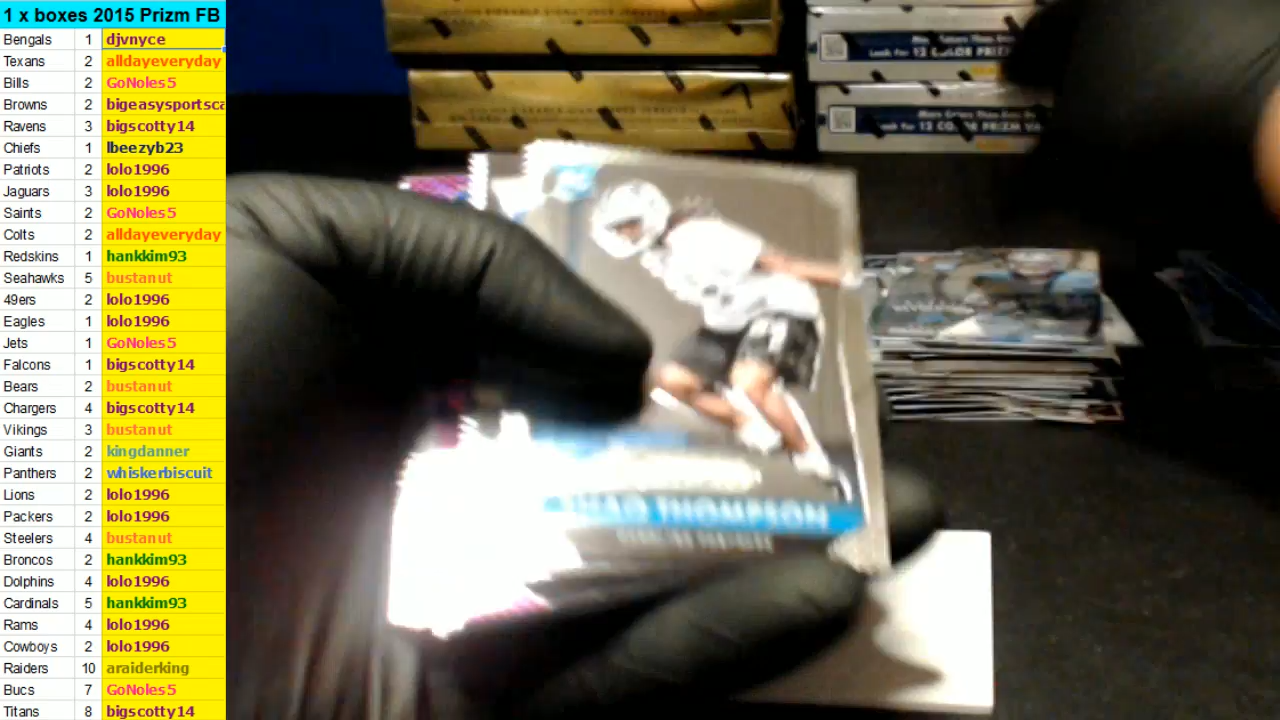 1 x boxes 2015 Prizm FB
Bengals 1 djvnyce
Texans 2 alldayeveryday
Bills 2 GoNoles5
Browns 2 bigeasysportsca
Ravens 3 bigscotty14
Chiefs 1 lbeezyb23
Patriots 2 lolo1996
Jaguars 3 lolo1996
Saints 2 GoNoles5
Colts 2 alldayeveryday
Redskins 1 hankkim93
Seahawks 5 bustanut
49ers 2 lolo1996
Eagles 1 lolo1996
Jets 1 GoNoles5
Falcons 1 bigscotty14
Bears 2 bustanut
Chargers 4 bigscotty14
Vikings 3 bustanut
Giants 2 kingdanner
Panthers 2 whiskerbiscuit
Lions 2 lolo1996
Packers 2 lolo1996
Steelers 4 bustanut
Broncos 2 hankkim93
Dolphins 4 lolo1996
Cardinals 5 hankkim93
Rams 4 lolo1996
Cowboys 2 lolo1996
Raiders 10 araiderking
Bucs 7 GoNoles5
Titans 8 bigscotty14
THOMPSON